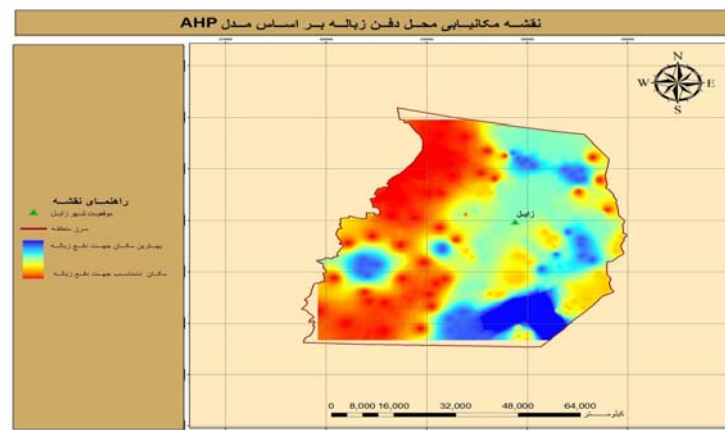 نقشه مکانیابی محل دفن زباله بر اساس مدل AHP
N
W E
S
راهنمای نقشه
موقعیت شهر زابل
مرز منطقه
بهترین مکان جهت دفع زباله
مکان نامناسب جهت دفع زباله
زابل
0 8,000 16,000 32,000 48,000 64,000
کیلومتر